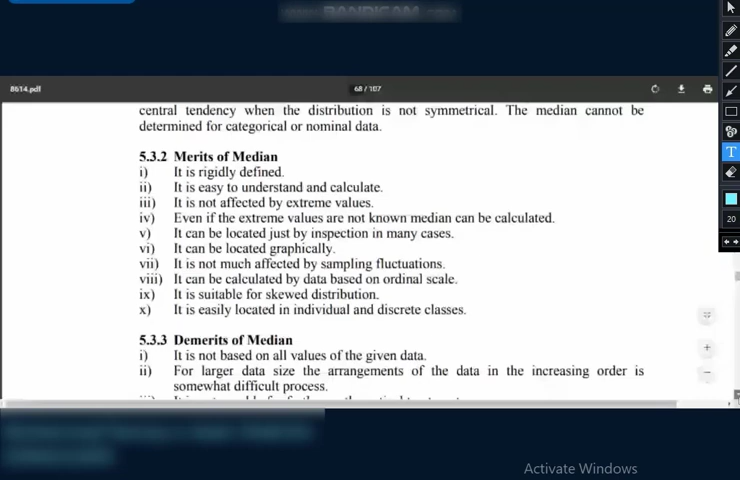 www.BANDICAM.com
8614.pdf
68 / 107
central tendency when the distribution is not symmetrical. The median cannot be
determined for categorical or nominal data.
5.3.2 Merits of Median
i) It is rigidly defined.
ii) It is easy to understand and calculate.
iii) It is not affected by extreme values.
iv) Even if the extreme values are not known median can be calculated.
v) It can be located just by inspection in many cases.
vi) It can be located graphically.
vii) It is not much affected by sampling fluctuations.
viii) It can be calculated by data based on ordinal scale.
ix) It is suitable for skewed distribution.
x) It is easily located in individual and discrete classes.
5.3.3 Demerits of Median
i) It is not based on all values of the given data.
ii) For larger data size the arrangements of the data in the increasing order is
somewhat difficult process.
T
20
Activate Windows